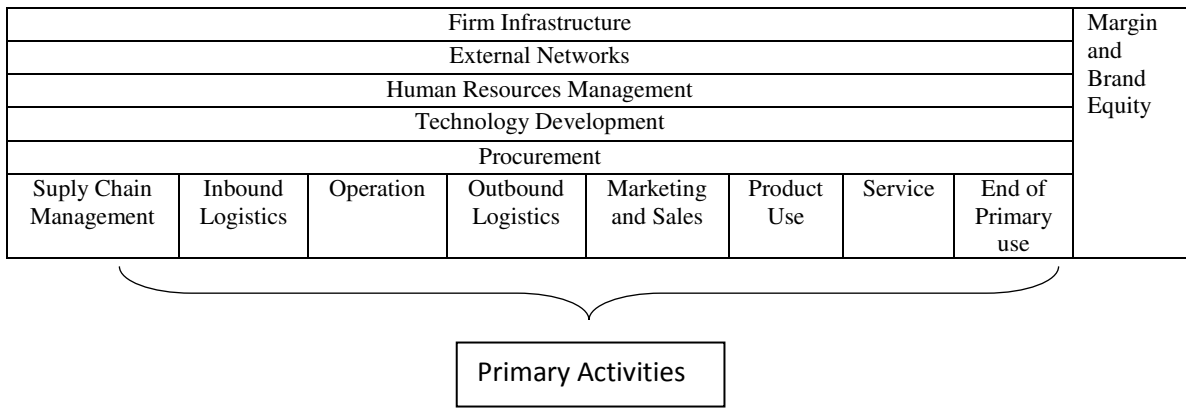 Firm Infrastructure
External Networks
Human Resources Management
Technology Development
Procurement
Margin
and
Brand
Equity
Suply Chain
Management
Inbound
Logistics
Operation
Outbound
Logistics
Marketing
and Sales
Product
Use
Service
End of
Primary
use
Primary Activities